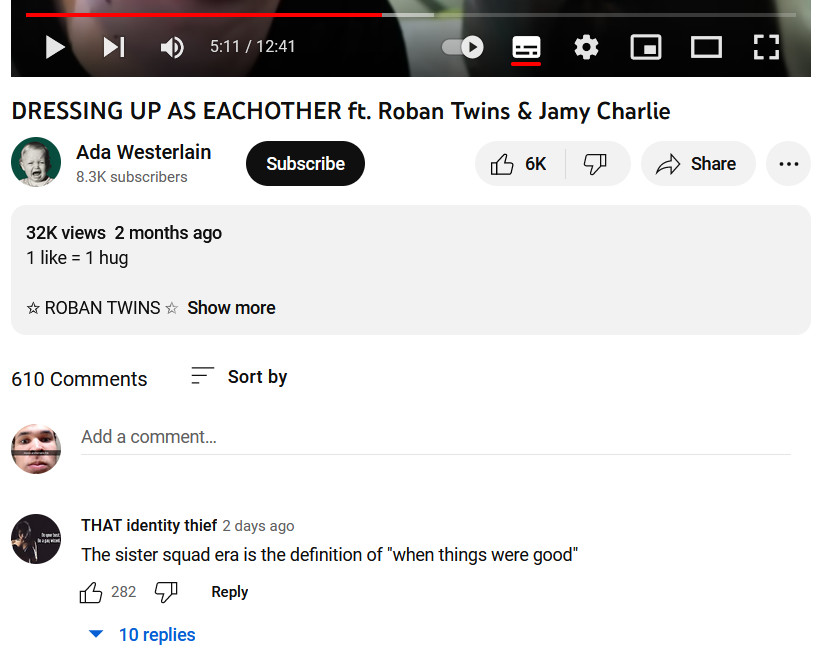 5:11 / 12:41
DRESSING UP AS EACHOTHER ft. Roban Twins & Jamy Charlie
Ada Westerlain
8.3K subscribers
Subscribe
6K
Share
32K views 2 months ago
1 like = 1 hug
☆ ROBAN TWINS ☆ Show more
610 Comments
Sort by
Add a comment…
THAT identity thief 2 days ago
The sister squad era is the definition of "when things were good"
282
Reply
10 replies